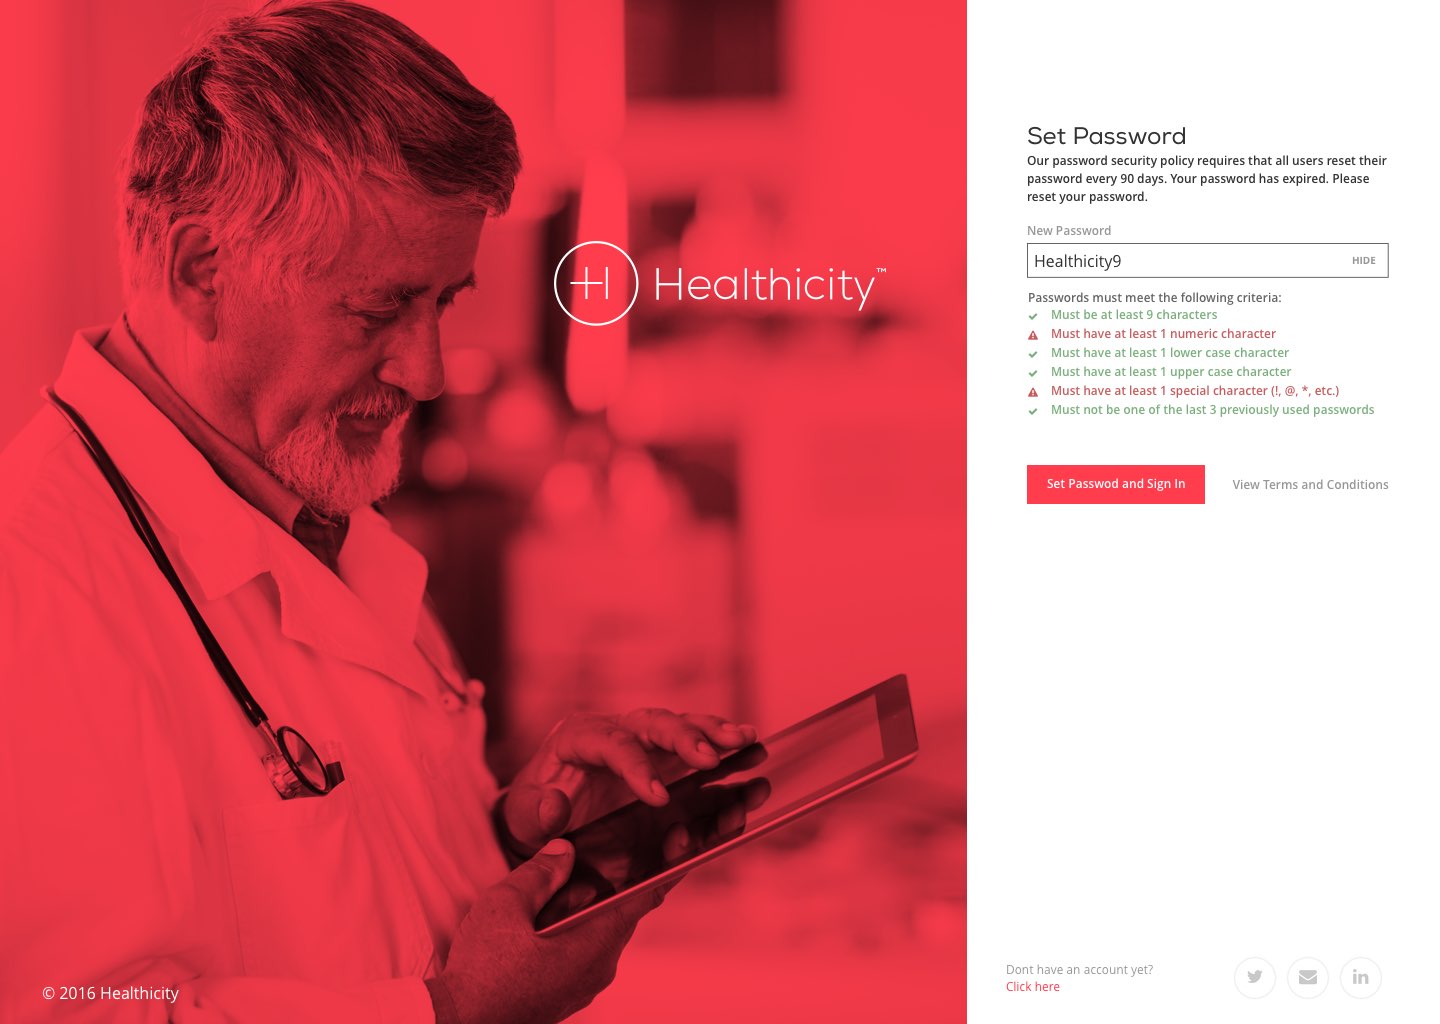 Healthicity™
© 2016 Healthicity
Set Password
Our password security policy requires that all users reset their
password every 90 days. Your password has expired. Please
reset your password.
New Password
Healthicity9 HIDE
Passwords must meet the following criteria:
Must be at least 9 characters
Must have at least 1 numeric character
Must have at least 1 lower case character
Must have at least 1 upper case character
Must have at least 1 special character (!, @, *, etc.)
Must not be one of the last 3 previously used passwords
Set Passwod and Sign In View Terms and Conditions
Dont have an account yet?
Click here
in